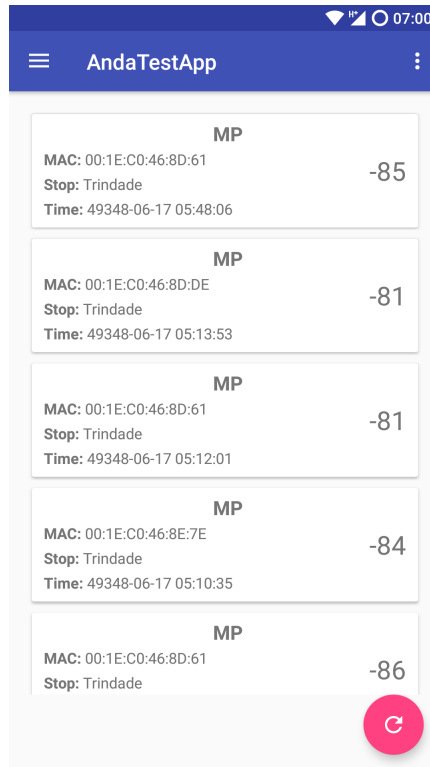 H+ 07:00
AndaTestApp
MP
MAC: 00:1E:C0:46:8D:61
-85
Stop: Trindade
Time: 49348-06-17 05:48:06
MP
MAC: 00:1E:C0:46:8D:DE
-81
Stop: Trindade
Time: 49348-06-17 05:13:53
MP
MAC: 00:1E:C0:46:8D:61
-81
Stop: Trindade
Time: 49348-06-17 05:12:01
MP
MAC: 00:1E:C0:46:8E:7E
-84
Stop: Trindade
Time: 49348-06-17 05:10:35
MP
MAC: 00:1E:C0:46:8D:61
-86
Stop: Trindade